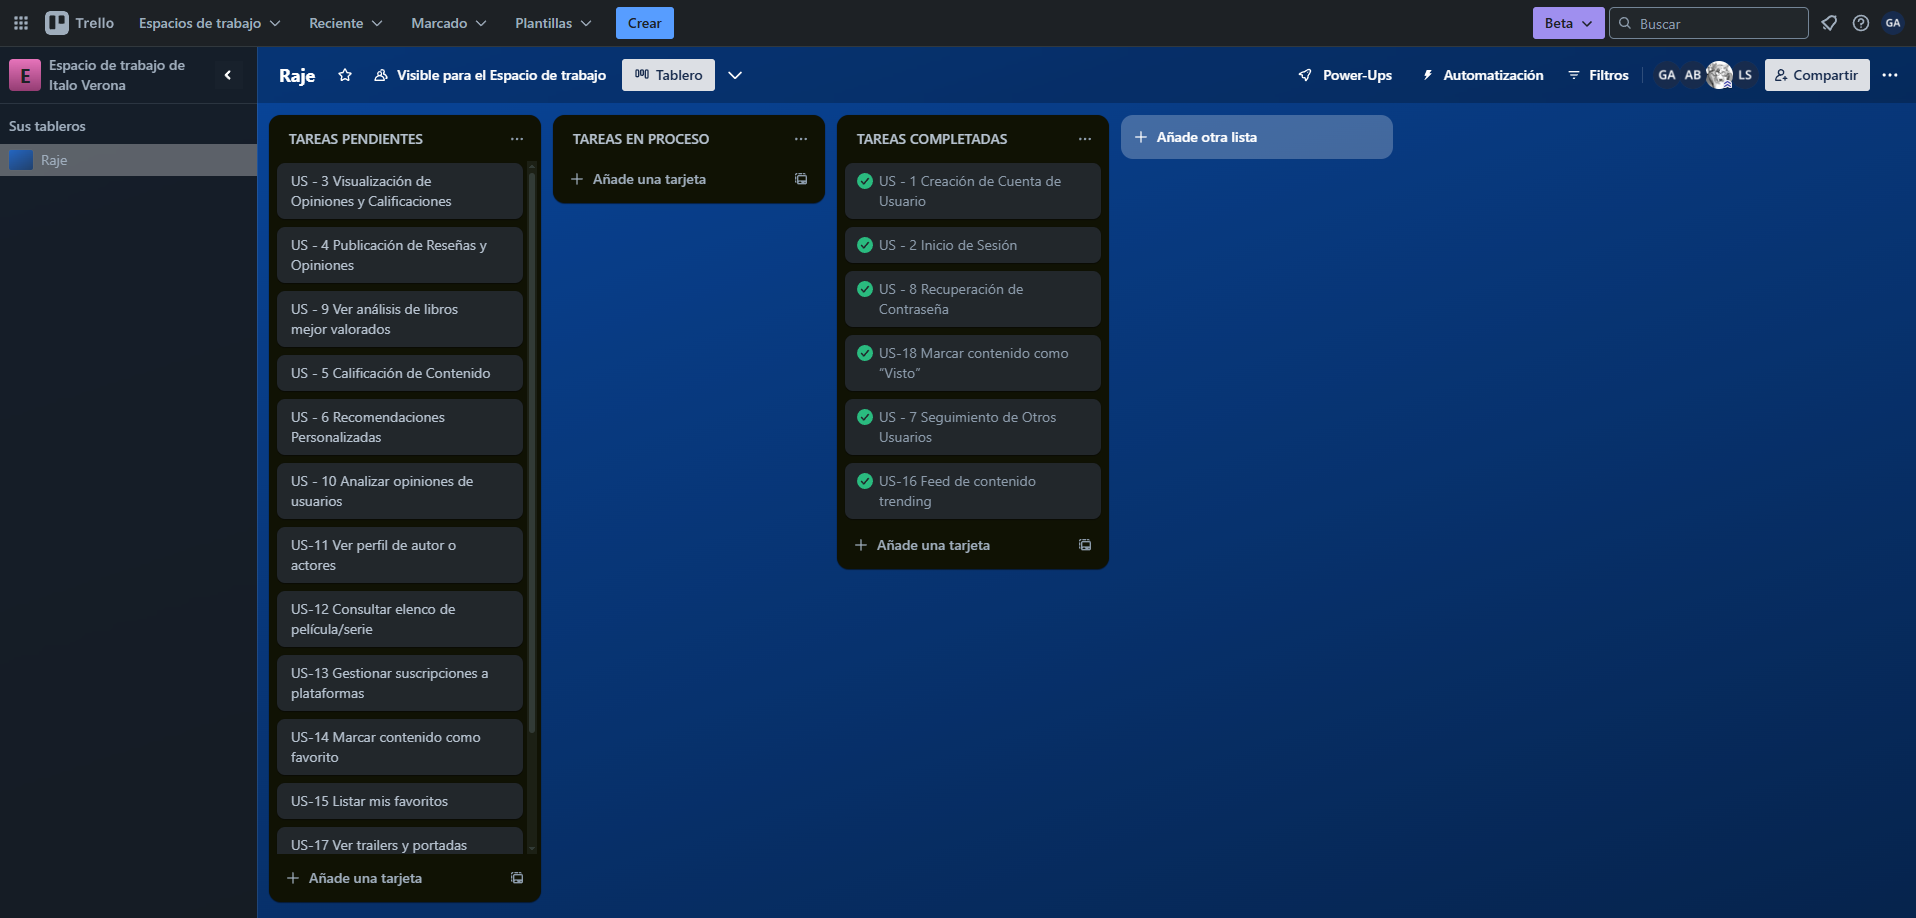 Trello
Espacios de trabajo
Reciente
Marcado
Plantillas
Crear
Beta
Buscar
GA
E
Espacio de trabajo de
Italo Verona
Raje
Visible para el Espacio de trabajo
Tablero
Power-Ups
Automatización
Filtros
GA
AB
LS
Compartir
Sus tableros
Raje
TAREAS PENDIENTES
US - 3 Visualización de
Opiniones y Calificaciones
US - 4 Publicación de Reseñas y
Opiniones
US - 9 Ver análisis de libros
mejor valorados
US - 5 Calificación de Contenido
US - 6 Recomendaciones
Personalizadas
US - 10 Analizar opiniones de
usuarios
US-11 Ver perfil de autor o
actores
US-12 Consultar elenco de
película/serie
US-13 Gestionar suscripciones a
plataformas
US-14 Marcar contenido como
favorito
US-15 Listar mis favoritos
US-17 Ver trailers y portadas
Añade una tarjeta
TAREAS EN PROCESO
Añade una tarjeta
TAREAS COMPLETADAS
US - 1 Creación de Cuenta de
Usuario
US - 2 Inicio de Sesión
US - 8 Recuperación de
Contraseña
US-18 Marcar contenido como
“Visto”
US - 7 Seguimiento de Otros
Usuarios
US-16 Feed de contenido
trending
Añade una tarjeta
Añade otra lista